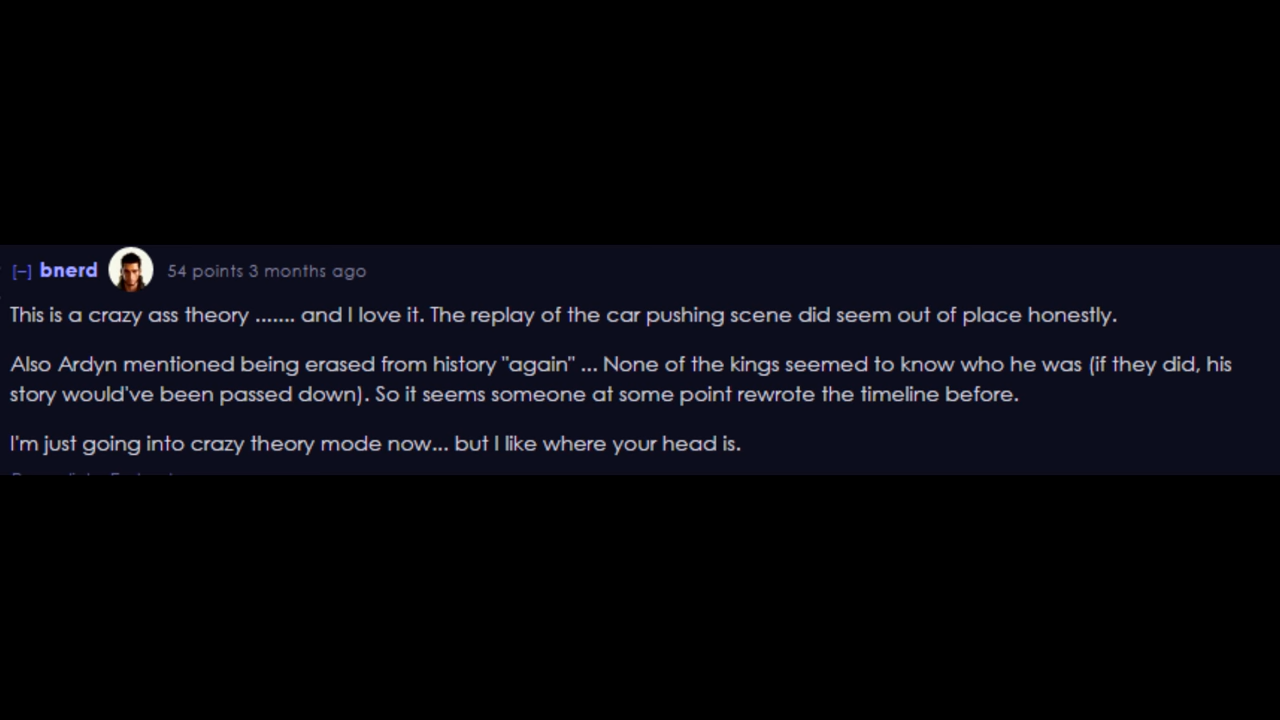 [–] bnerd 54 points 3 months ago
This is a crazy ass theory ....... and I love it. The replay of the car pushing scene did seem out of place honestly.
Also Ardyn mentioned being erased from history "again" ... None of the kings seemed to know who he was (if they did, his
story would've been passed down). So it seems someone at some point rewrote the timeline before.
I'm just going into crazy theory mode now... but I like where your head is.